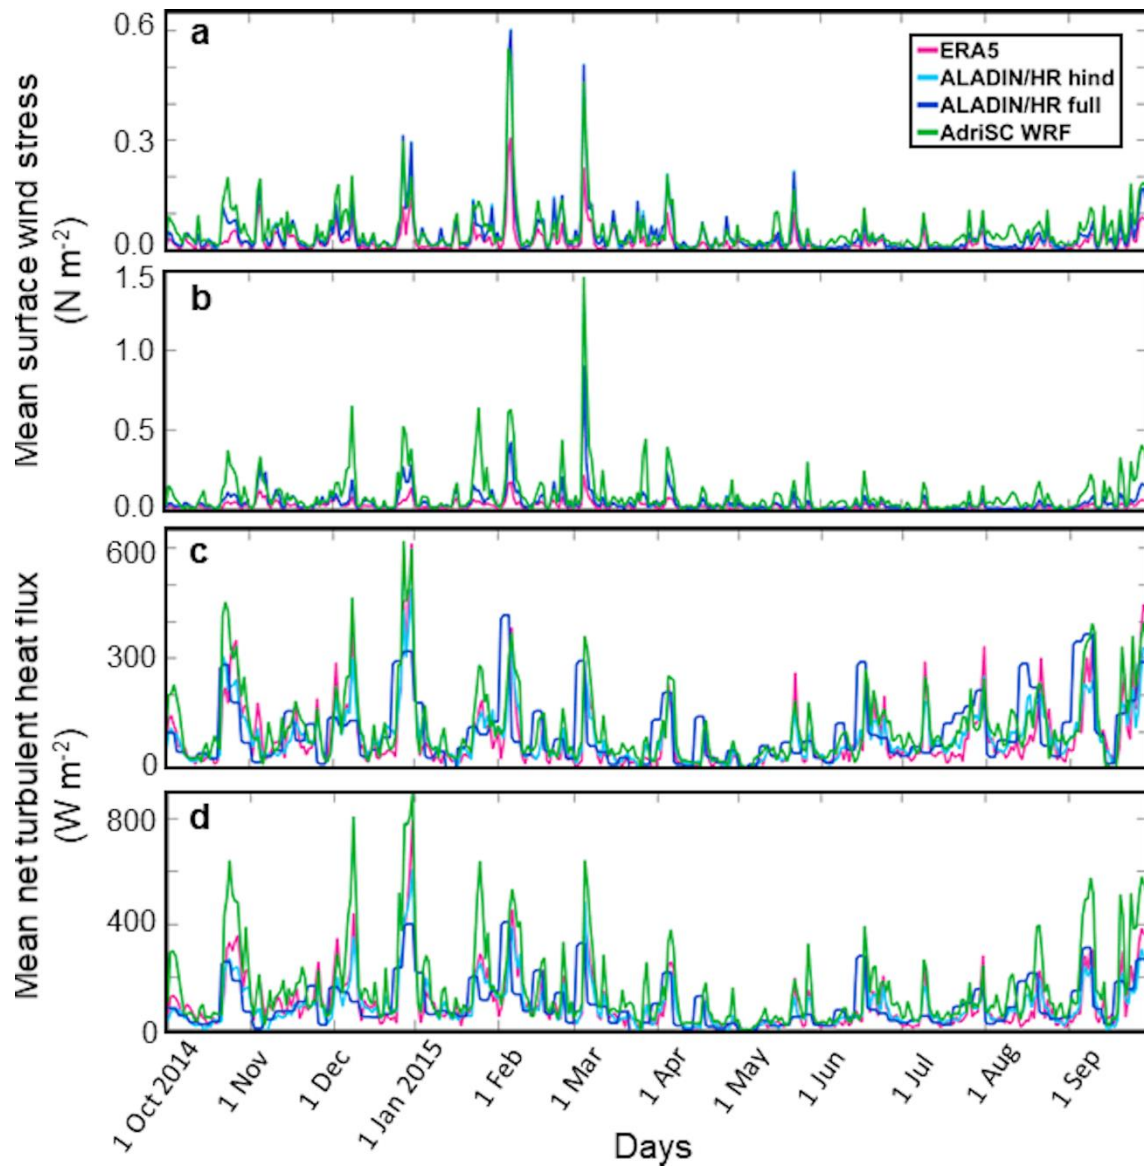 Mean surface wind stress
(N m⁻²)
0.6
0.3
0.0
a
ERA5
ALADIN/HR hind
ALADIN/HR full
AdriSC WRF
1.5
1.0
0.5
0.0
b
Mean net turbulent heat flux
(W m⁻²)
600
300
0
c
800
400
0
d
1 Oct 2014
1 Nov
1 Dec
1 Jan 2015
1 Feb
1 Mar
1 Apr
1 May
1 Jun
1 Jul
1 Aug
1 Sep
Days